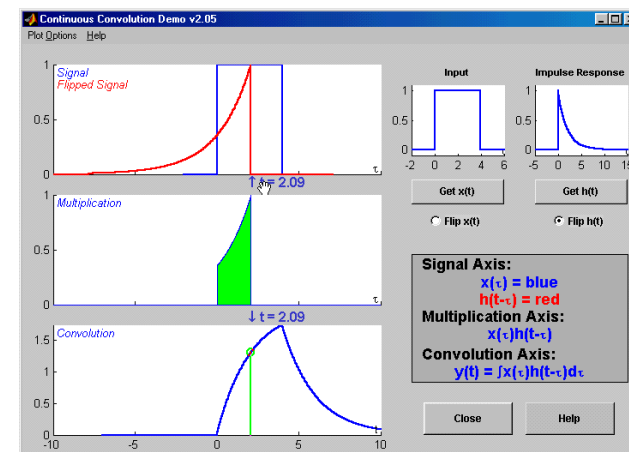 Continuous Convolution Demo v2.05
Plot Options Help
Signal
Flipped Signal
1
0.5
0
τ
↑ t = 2.09
Multiplication
1
0.5
0
τ
↓ t = 2.09
Convolution
1.5
1
0.5
0
-10 -5 0 5 10
Input
1
0.5
0
-2 0 2 4 6
Impulse Response
1
0.5
0
-5 0 5 10 15
Get x(t)
Get h(t)
Flip x(t)
Flip h(t)
Signal Axis:
x(τ) = blue
h(t-τ) = red
Multiplication Axis:
x(τ)h(t-τ)
Convolution Axis:
y(t) = ∫x(τ)h(t-τ)dτ
Close
Help